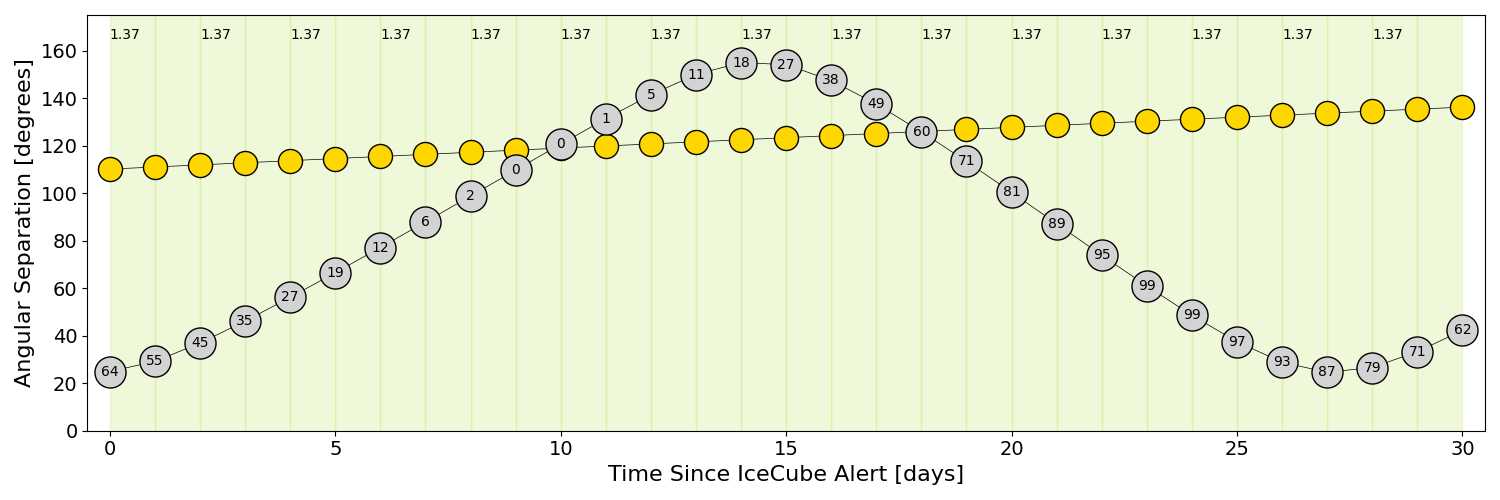 1.37 1.37 1.37 1.37 1.37 1.37 1.37 1.37 1.37 1.37 1.37 1.37 1.37 1.37 1.37
160
140
120
100
80
60
40
20
0
Angular Separation [degrees]
64 55 45 35 27 19 12 6 2 0 0 1 5 11 18 27 38 49 60 71 81 89 95 99 99 97 93 87 79 71 62
0 5 10 15 20 25 30
Time Since IceCube Alert [days]